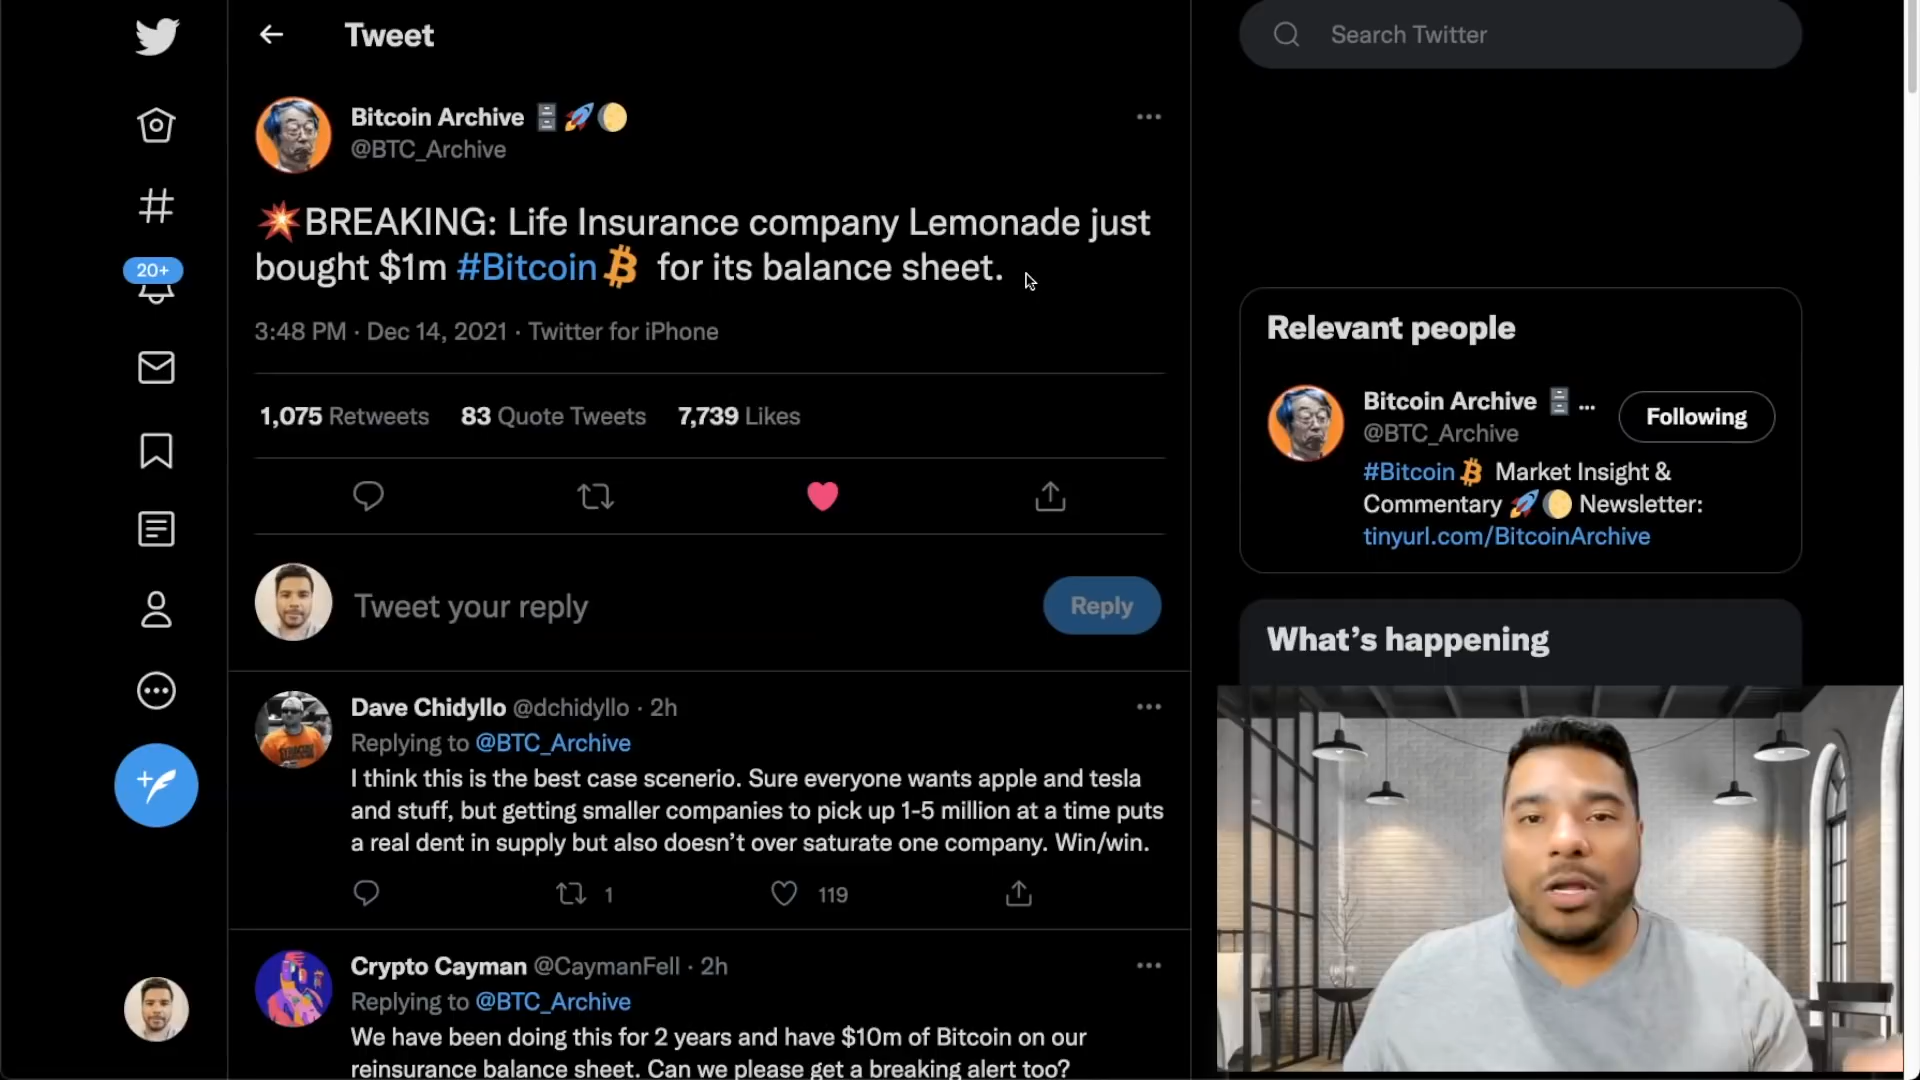 Tweet
Search Twitter
Bitcoin Archive 🗄️🚀🌔
@BTC_Archive
💥BREAKING: Life Insurance company Lemonade just
bought $1m #Bitcoin for its balance sheet.
3:48 PM · Dec 14, 2021 · Twitter for iPhone
1,075 Retweets 83 Quote Tweets 7,739 Likes
Tweet your reply
Reply
Dave Chidyllo @dchidyllo · 2h
Replying to @BTC_Archive
I think this is the best case scenerio. Sure everyone wants apple and tesla
and stuff, but getting smaller companies to pick up 1-5 million at a time puts
a real dent in supply but also doesn’t over saturate one company. Win/win.
1 119
Crypto Cayman @CaymanFell · 2h
Replying to @BTC_Archive
We have been doing this for 2 years and have $10m of Bitcoin on our
reinsurance balance sheet. Can we please get a breaking alert too?
20+
Relevant people
Bitcoin Archive 🗄️ ...
@BTC_Archive
Following
#Bitcoin Market Insight &
Commentary 🚀🌔 Newsletter:
tinyurl.com/BitcoinArchive
What’s happening